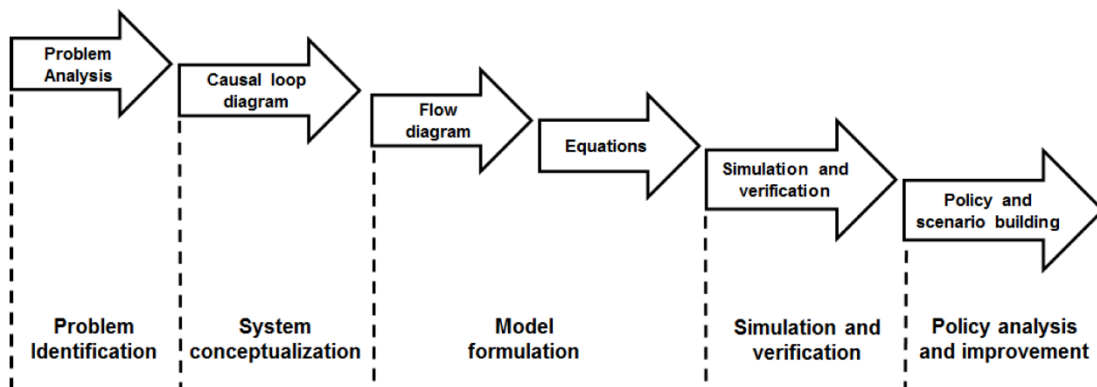 Problem
Analysis
Causal loop
diagram
Flow
diagram
Equations
Simulation and
verification
Policy and
scenario building
Problem
Identification
System
conceptualization
Model
formulation
Simulation and
verification
Policy analysis
and improvement